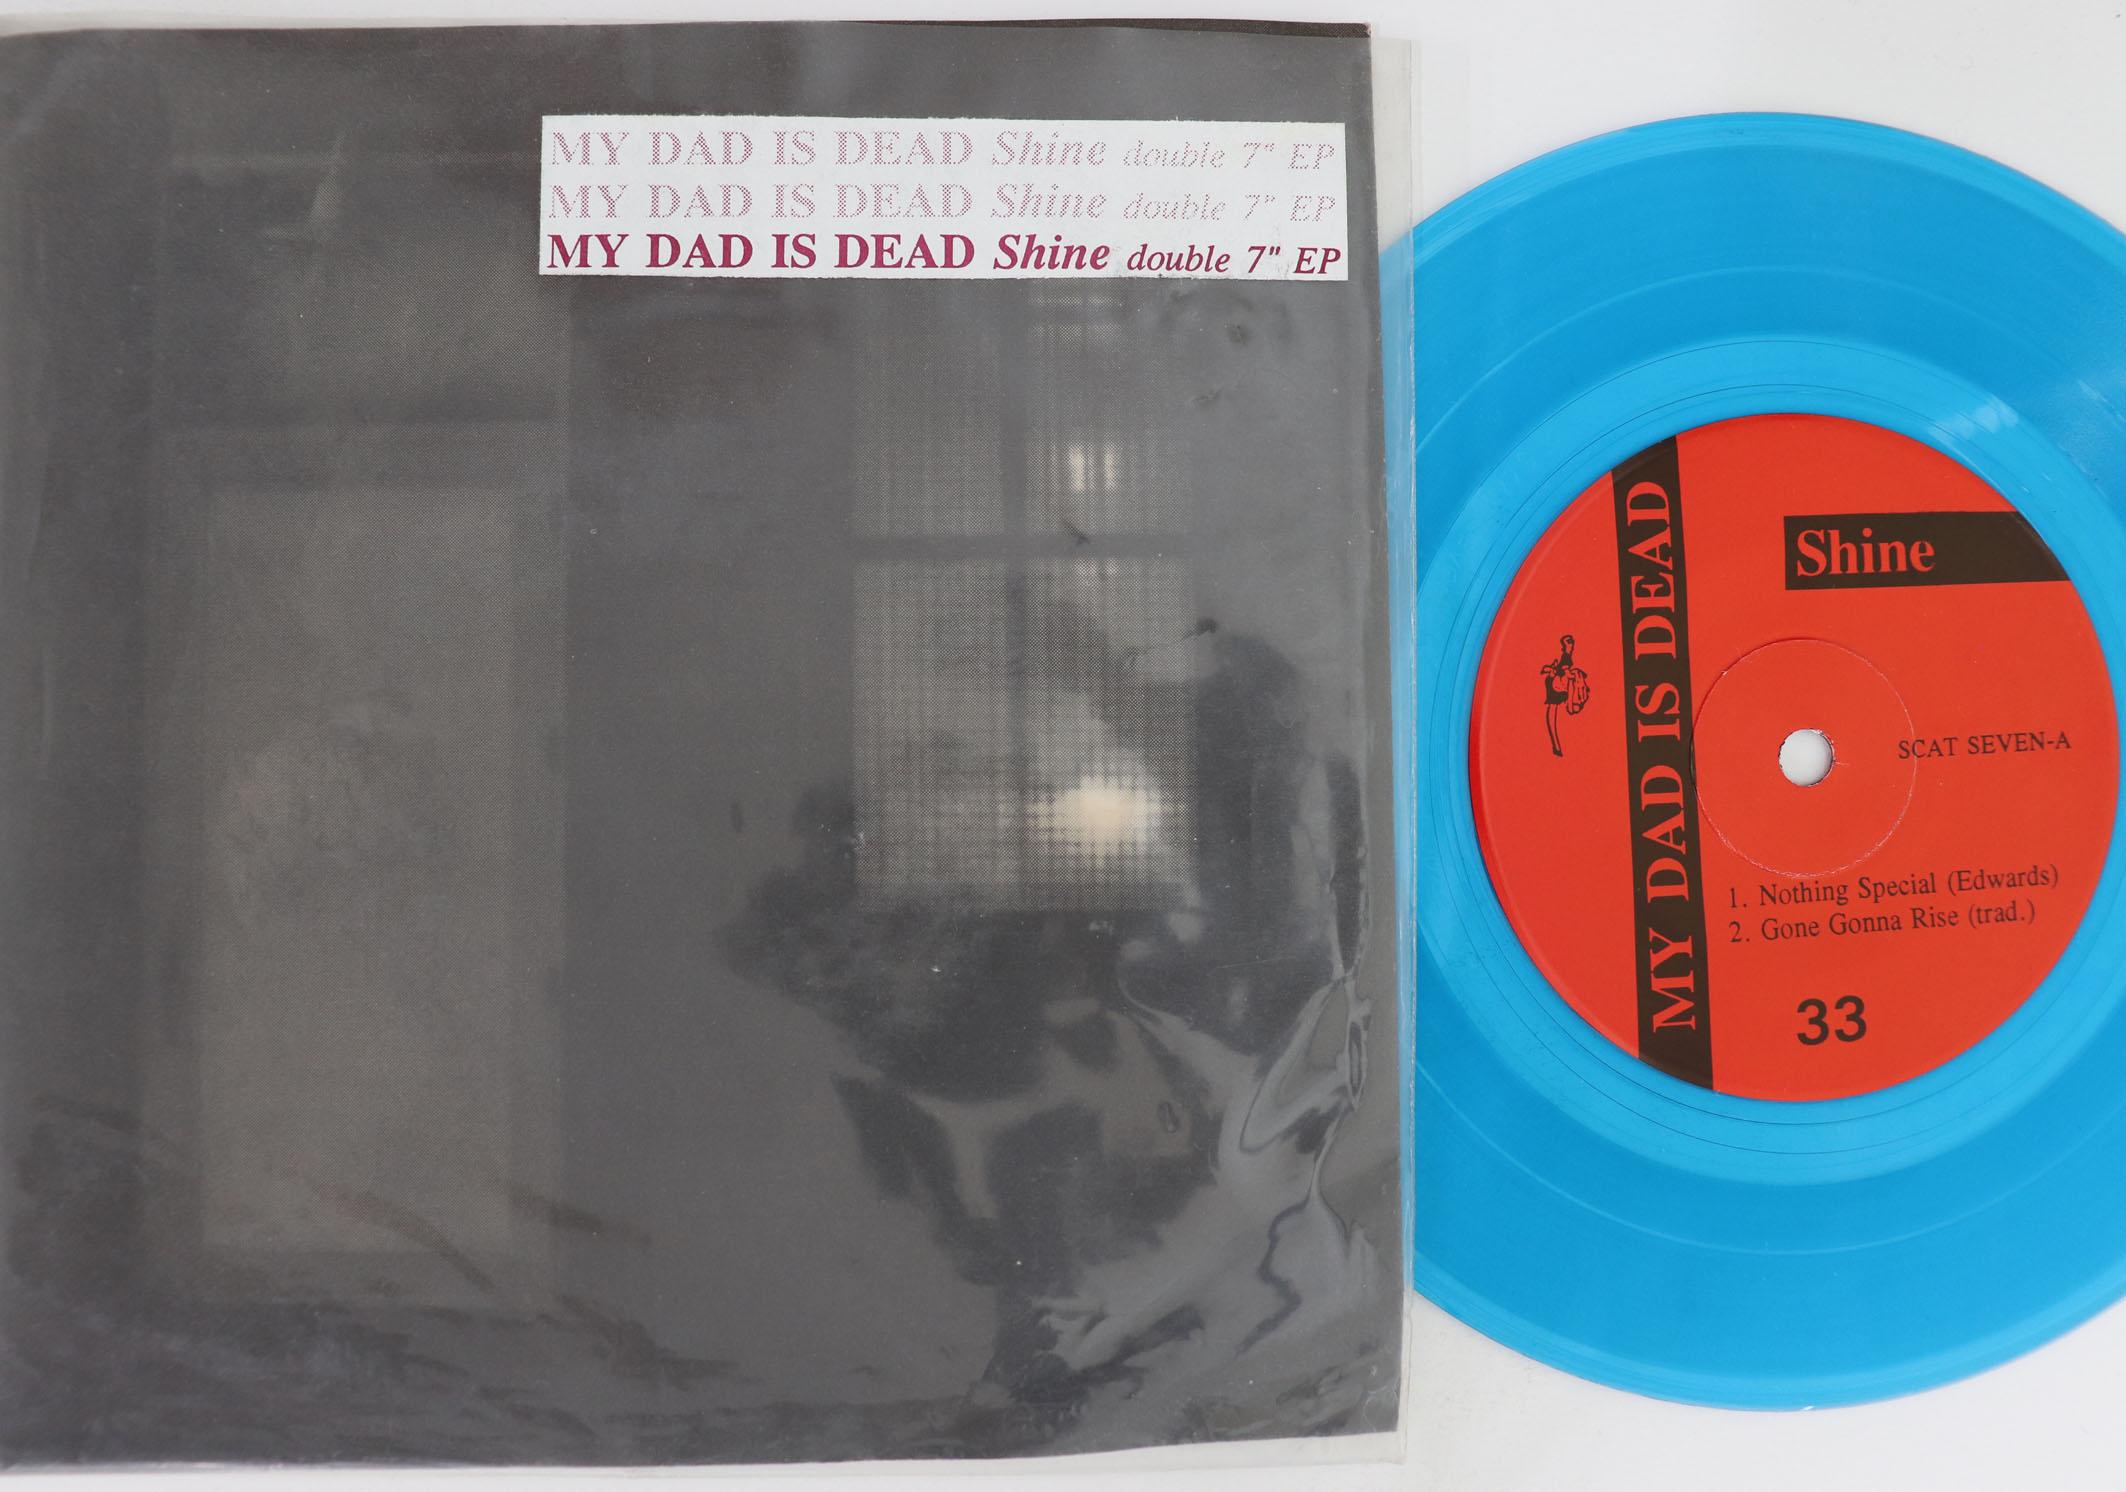 MY DAD IS DEAD Shine double 7" EP
MY DAD IS DEAD Shine double 7" EP
MY DAD IS DEAD Shine double 7" EP
MY DAD IS DEAD
Shine
SCAT SEVEN-A
1. Nothing Special (Edwards)
2. Gone Gonna Rise (trad.)
33